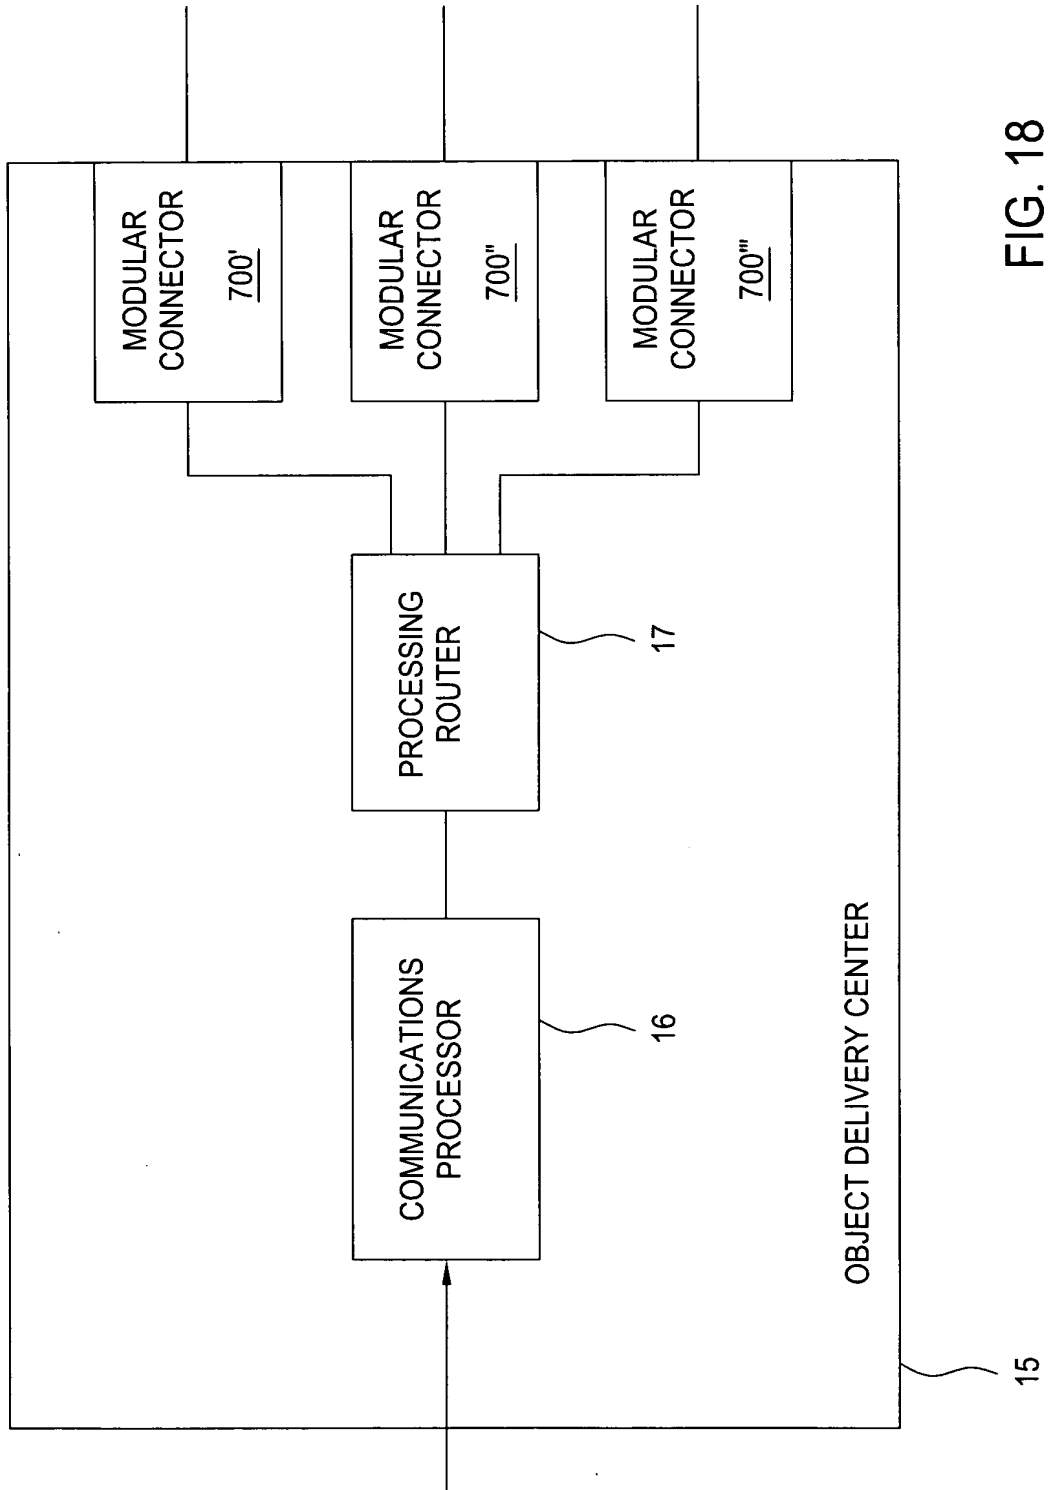 COMMUNICATIONS
PROCESSOR
16
PROCESSING
ROUTER
17
MODULAR
CONNECTOR
700'
MODULAR
CONNECTOR
700"
MODULAR
CONNECTOR
700'''
OBJECT DELIVERY CENTER
15
FIG. 18